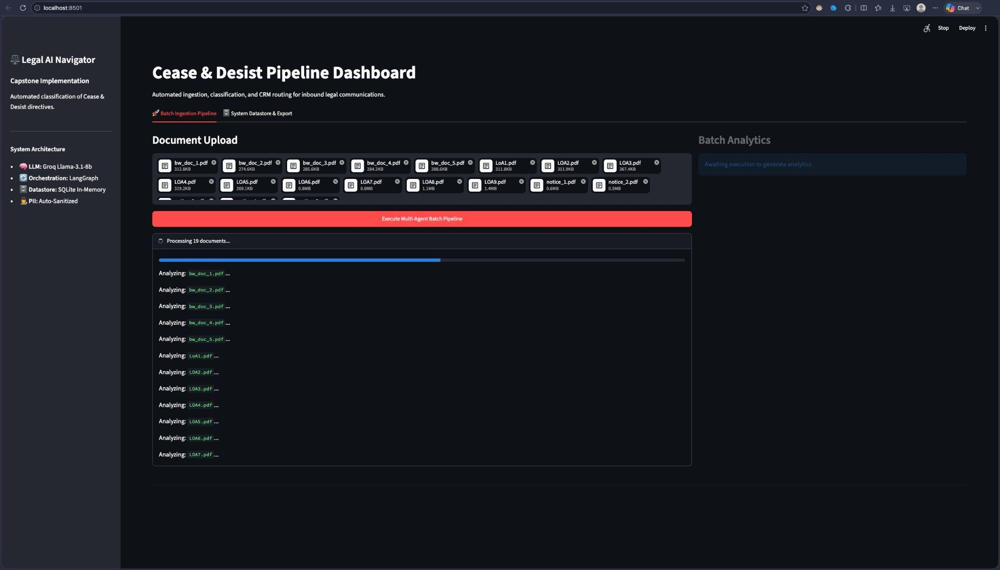 localhost:8501
Chat
Stop
Deploy
Legal AI Navigator
Capstone Implementation
Automated classification of Cease &
Desist directives.
System Architecture
LLM: Groq Llama-3.1-8b
Orchestration: LangGraph
Datastore: SQLite In-Memory
PII: Auto-Sanitized
Cease & Desist Pipeline Dashboard
Automated ingestion, classification, and CRM routing for inbound legal communications.
Batch Ingestion Pipeline
System Datastore & Export
Document Upload
bw_doc_1.pdf
312.8KB
bw_doc_2.pdf
274.6KB
bw_doc_3.pdf
285.6KB
bw_doc_4.pdf
284.2KB
bw_doc_5.pdf
288.6KB
LoA1.pdf
311.8KB
LOA2.pdf
311.9KB
LOA3.pdf
367.4KB
LOA4.pdf
319.2KB
LOA5.pdf
269.1KB
LOA6.pdf
0.8MB
LOA7.pdf
0.8MB
LOA8.pdf
1.1MB
LOA9.pdf
1.4MB
notice_1.pdf
0.6MB
notice_2.pdf
0.5MB
Execute Multi-Agent Batch Pipeline
Processing 19 documents...
Analyzing: bw_doc_1.pdf ...
Analyzing: bw_doc_2.pdf ...
Analyzing: bw_doc_3.pdf ...
Analyzing: bw_doc_4.pdf ...
Analyzing: bw_doc_5.pdf ...
Analyzing: LoA1.pdf ...
Analyzing: LOA2.pdf ...
Analyzing: LOA3.pdf ...
Analyzing: LOA4.pdf ...
Analyzing: LOA5.pdf ...
Analyzing: LOA6.pdf ...
Analyzing: LOA7.pdf ...
Batch Analytics
Awaiting execution to generate analytics.